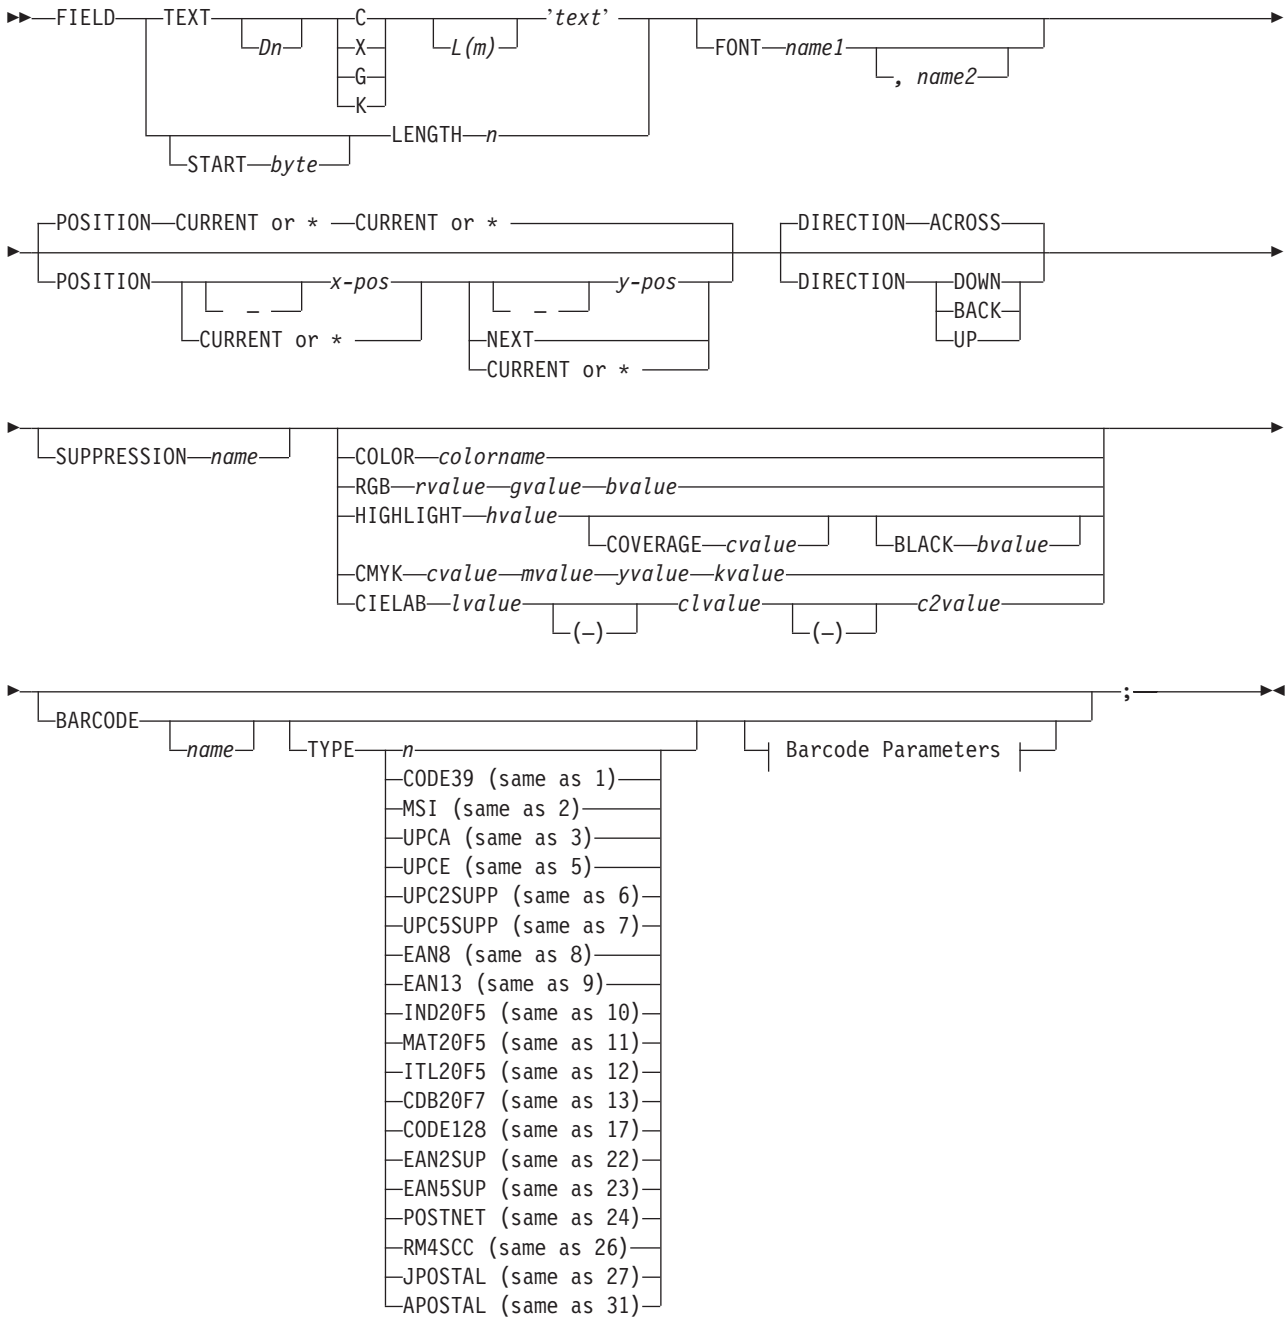 FIELD TEXT C 'text'
Dn X L(m) FONT name1
G , name2
K
LENGTH n
START byte
POSITION CURRENT or * CURRENT or * DIRECTION ACROSS
POSITION x-pos y-pos DIRECTION DOWN
– – BACK
CURRENT or * NEXT UP
CURRENT or *
SUPPRESSION name COLOR colorname
RGB rvalue gvalue bvalue
HIGHLIGHT hvalue
COVERAGE cvalue BLACK bvalue
CMYK cvalue mvalue yvalue kvalue
CIELAB lvalue clvalue c2value
(–) (–)
;
BARCODE
name TYPE n Barcode Parameters
CODE39 (same as 1)
MSI (same as 2)
UPCA (same as 3)
UPCE (same as 5)
UPC2SUPP (same as 6)
UPC5SUPP (same as 7)
EAN8 (same as 8)
EAN13 (same as 9)
IND20F5 (same as 10)
MAT20F5 (same as 11)
ITL20F5 (same as 12)
CDB20F7 (same as 13)
CODE128 (same as 17)
EAN2SUP (same as 22)
EAN5SUP (same as 23)
POSTNET (same as 24)
RM4SCC (same as 26)
JPOSTAL (same as 27)
APOSTAL (same as 31)